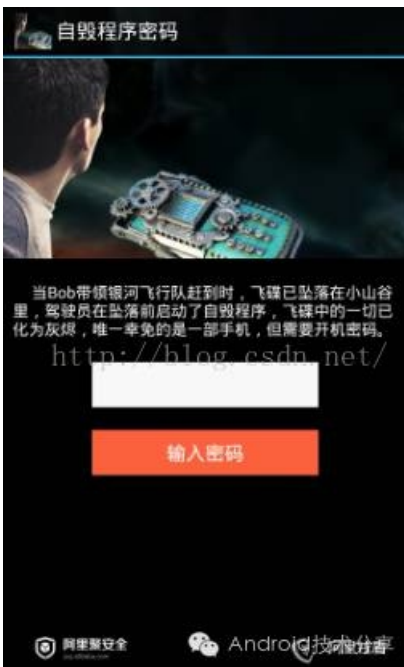 自毁程序密码
当Bob带领银河飞行队赶到时，飞碟已坠落在小山谷
里，驾驶员在坠落前启动了自毁程序，飞碟中的一切已
化为灰烬，唯一幸免的是一部手机，但需要开机密码。
http://blog.csdn.net/
输入密码
阿里聚安全
Android技术分享